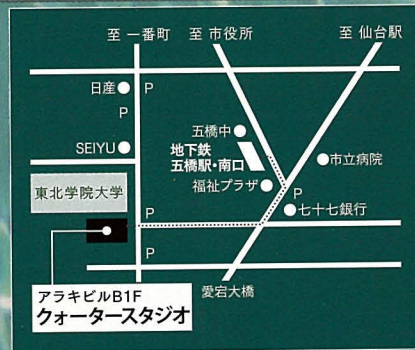 至 一番町
至 市役所
至 仙台駅
日産
P
P
五橋中
SEIYU
地下鉄
五橋駅・南口
市立病院
福祉プラザ
P
東北学院大学
七十七銀行
P
P
愛宕大橋
アラキビルB1F
クォータースタジオ